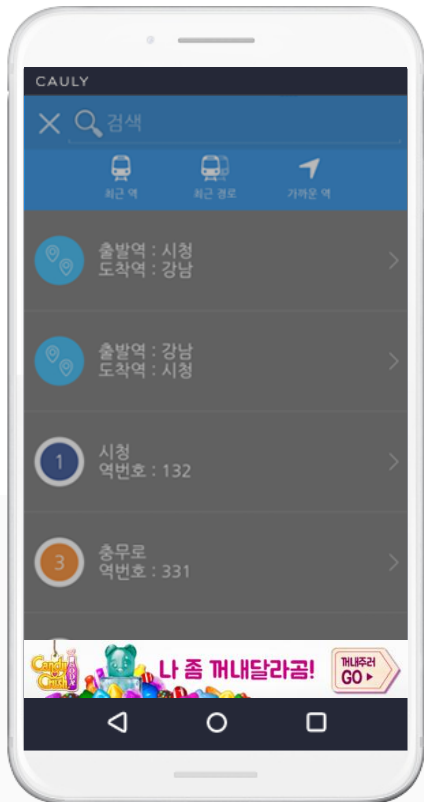 CAULY
검색
최근 역
최근 경로
가까운 역
출발역 : 시청
도착역 : 강남
출발역 : 강남
도착역 : 시청
1
시청
역번호 : 132
3
충무로
역번호 : 331
Candy Crush
나 좀 꺼내달라곰!
꺼내주러
GO